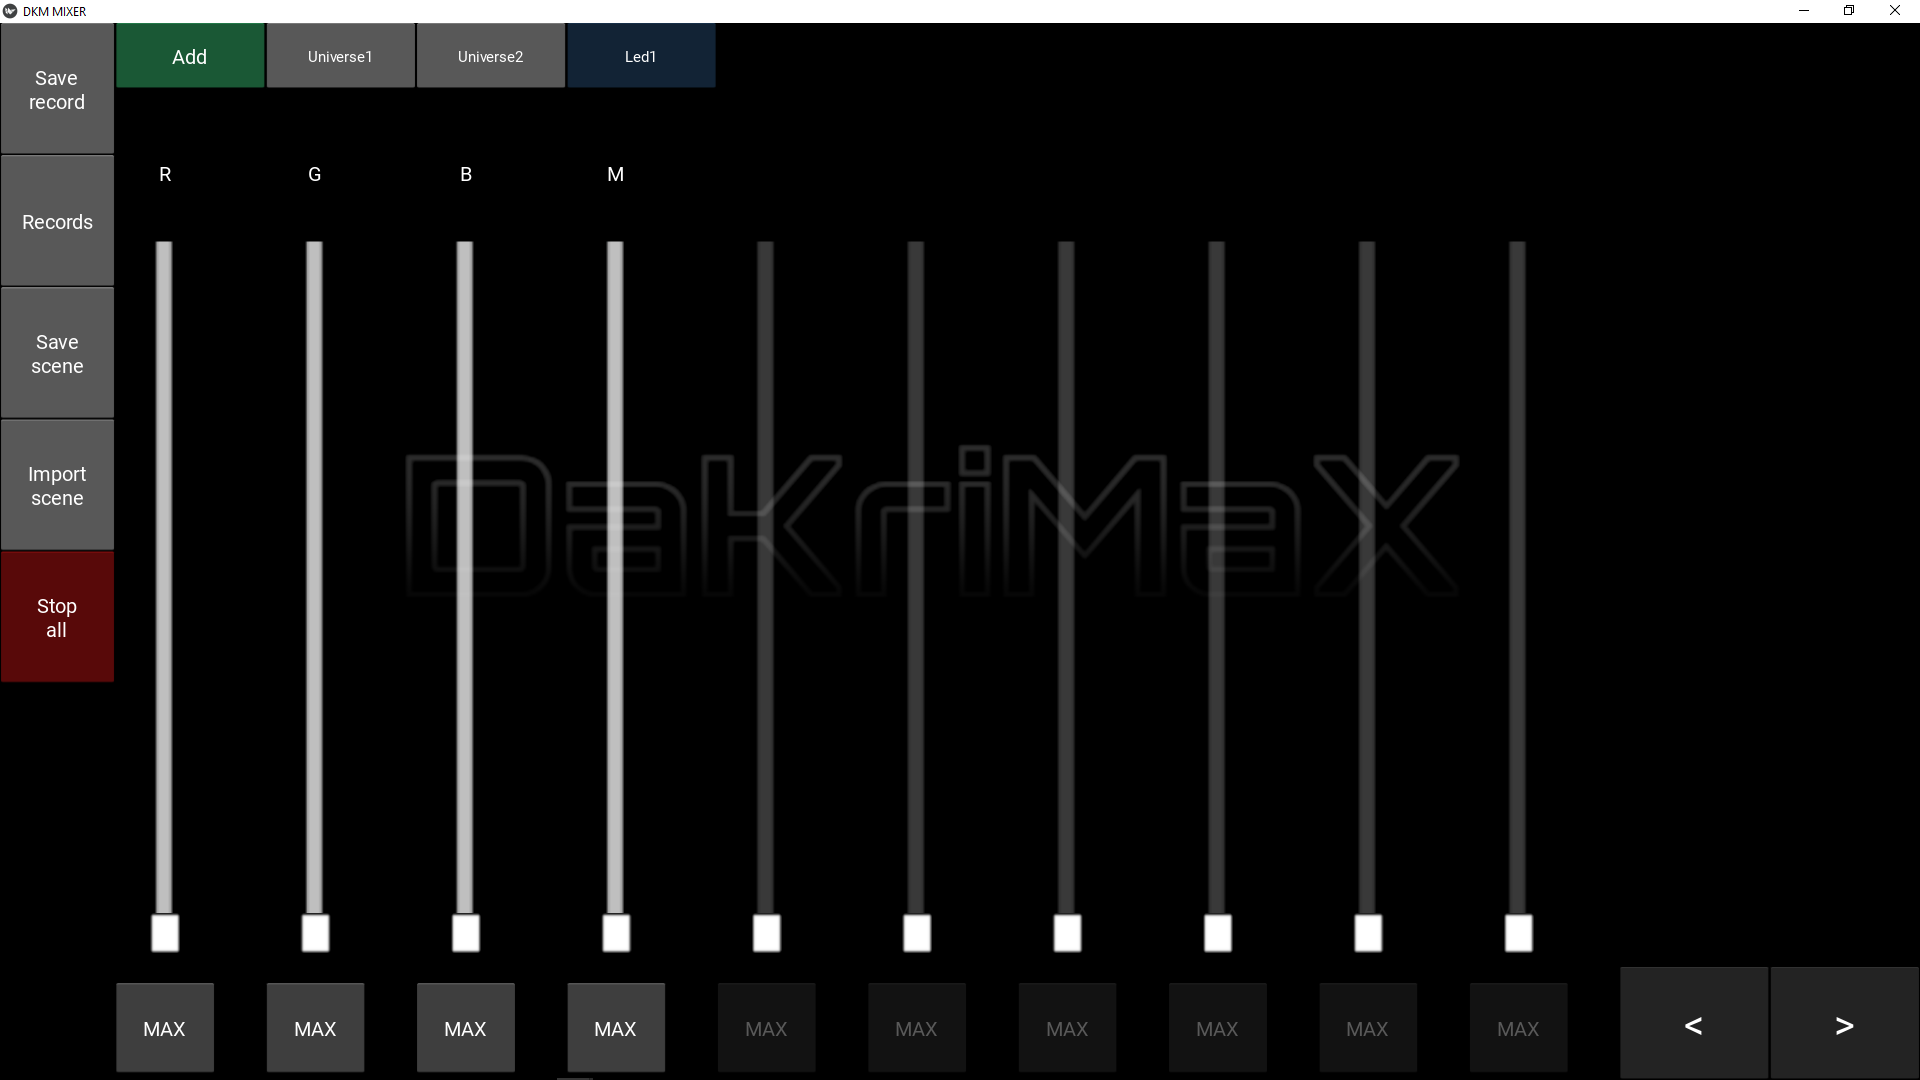 DKM MIXER
Save
record
Records
Save
scene
Import
scene
Stop
all
Add
Universe1
Universe2
Led1
R
G
B
M
DaKriMaX
MAX
MAX
MAX
MAX
MAX
MAX
MAX
MAX
MAX
MAX
<
>